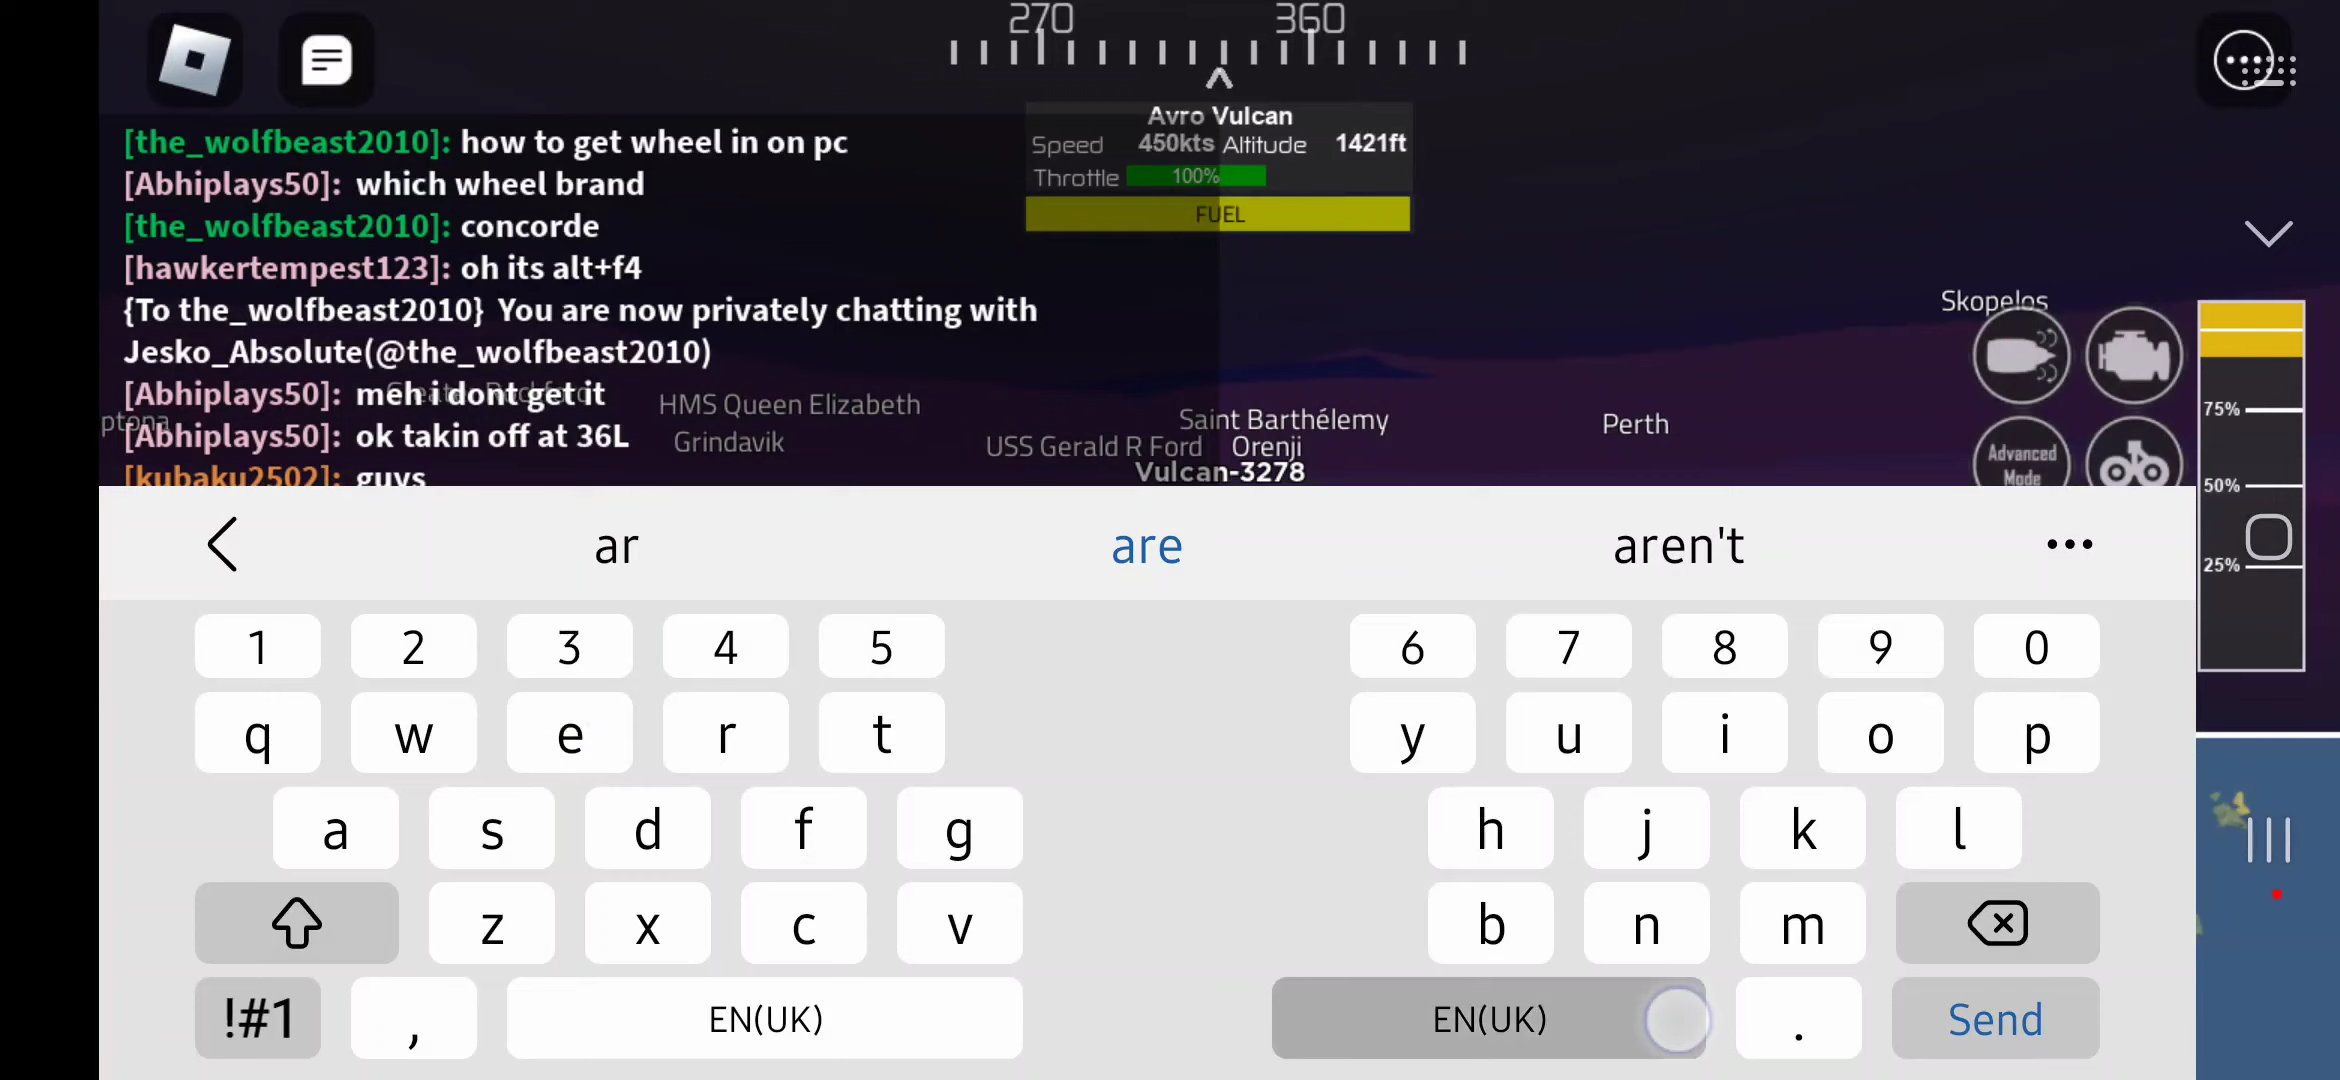 270 360
Avro Vulcan
Speed 450kts Altitude 1421ft
Throttle 100%
FUEL
[the_wolfbeast2010]: how to get wheel in on pc
[Abhiplays50]: which wheel brand
[the_wolfbeast2010]: concorde
[hawkertempest123]: oh its alt+f4
{To the_wolfbeast2010} You are now privately chatting with
Jesko_Absolute(@the_wolfbeast2010)
[Abhiplays50]: meh i dont get it
[Abhiplays50]: ok takin off at 36L
[kubaku2502]: guys
ptona
HMS Queen Elizabeth
Grindavik
USS Gerald R Ford
Saint Barthélemy
Orenji
Vulcan-3278
Perth
Skopelos
Advanced
Mode
75%
50%
25%
ar are aren't
1 2 3 4 5 6 7 8 9 0
q w e r t y u i o p
a s d f g h j k l
z x c v b n m
!#1 , EN(UK) EN(UK) . Send